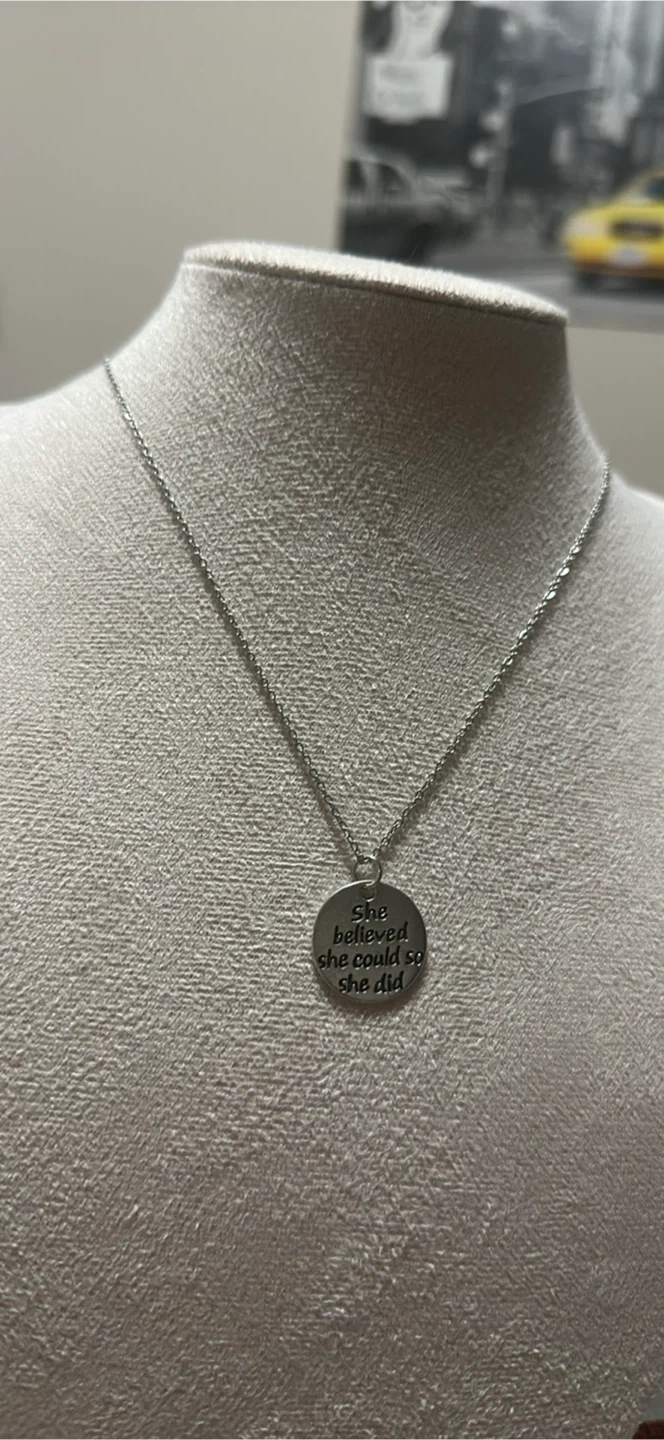 She
believed
she could so
she did